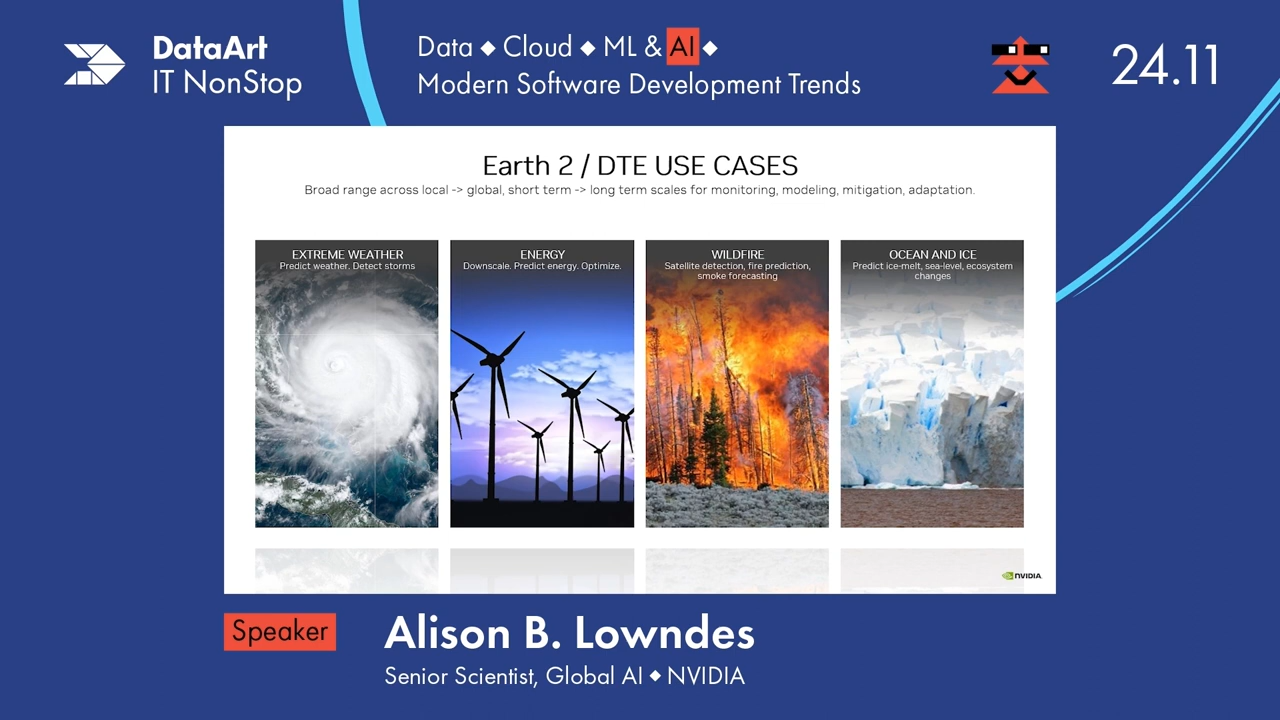 DataArt
IT NonStop
Data ◆ Cloud ◆ ML & AI ◆
Modern Software Development Trends
24.11
Earth 2 / DTE USE CASES
Broad range across local -> global, short term -> long term scales for monitoring, modeling, mitigation, adaptation.
EXTREME WEATHER
Predict weather. Detect storms
ENERGY
Downscale. Predict energy. Optimize.
WILDFIRE
Satellite detection, fire prediction,
smoke forecasting
OCEAN AND ICE
Predict ice-melt, sea-level, ecosystem
changes
NVIDIA
Speaker
Alison B. Lowndes
Senior Scientist, Global AI ◆ NVIDIA